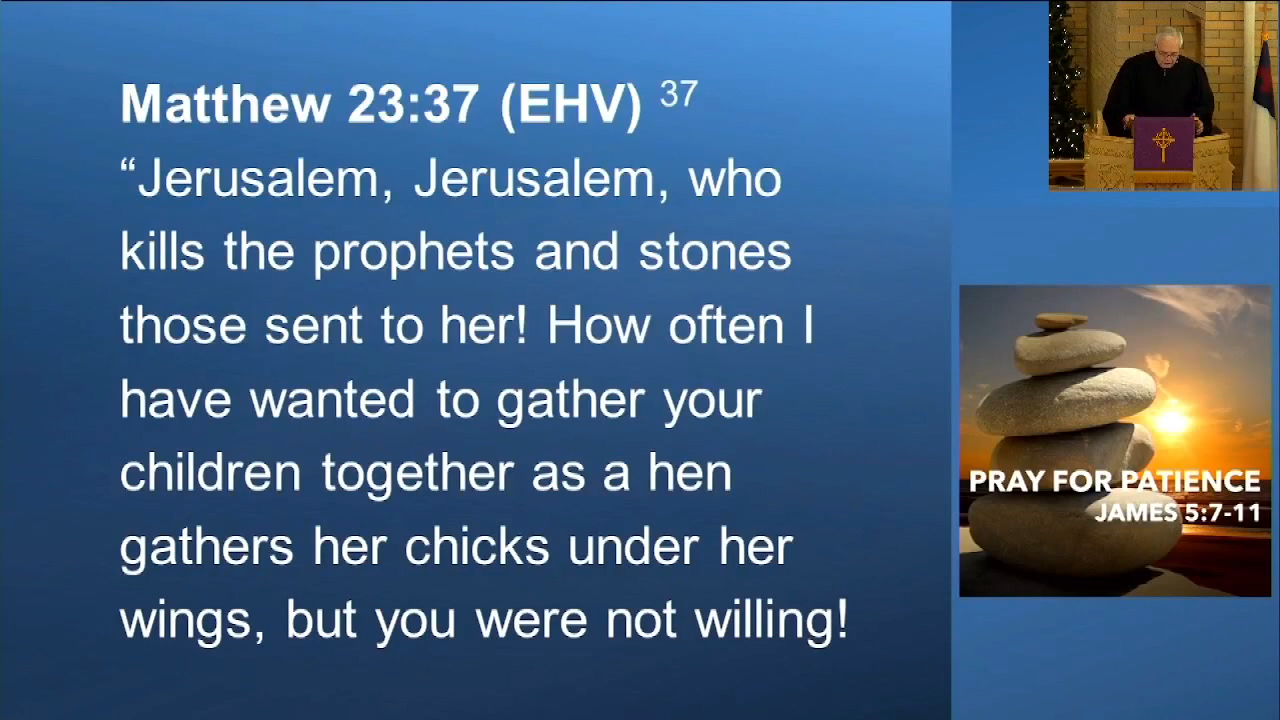 Matthew 23:37 (EHV) 37
“Jerusalem, Jerusalem, who
kills the prophets and stones
those sent to her! How often I
have wanted to gather your
children together as a hen
gathers her chicks under her
wings, but you were not willing!
PRAY FOR PATIENCE
JAMES 5:7-11